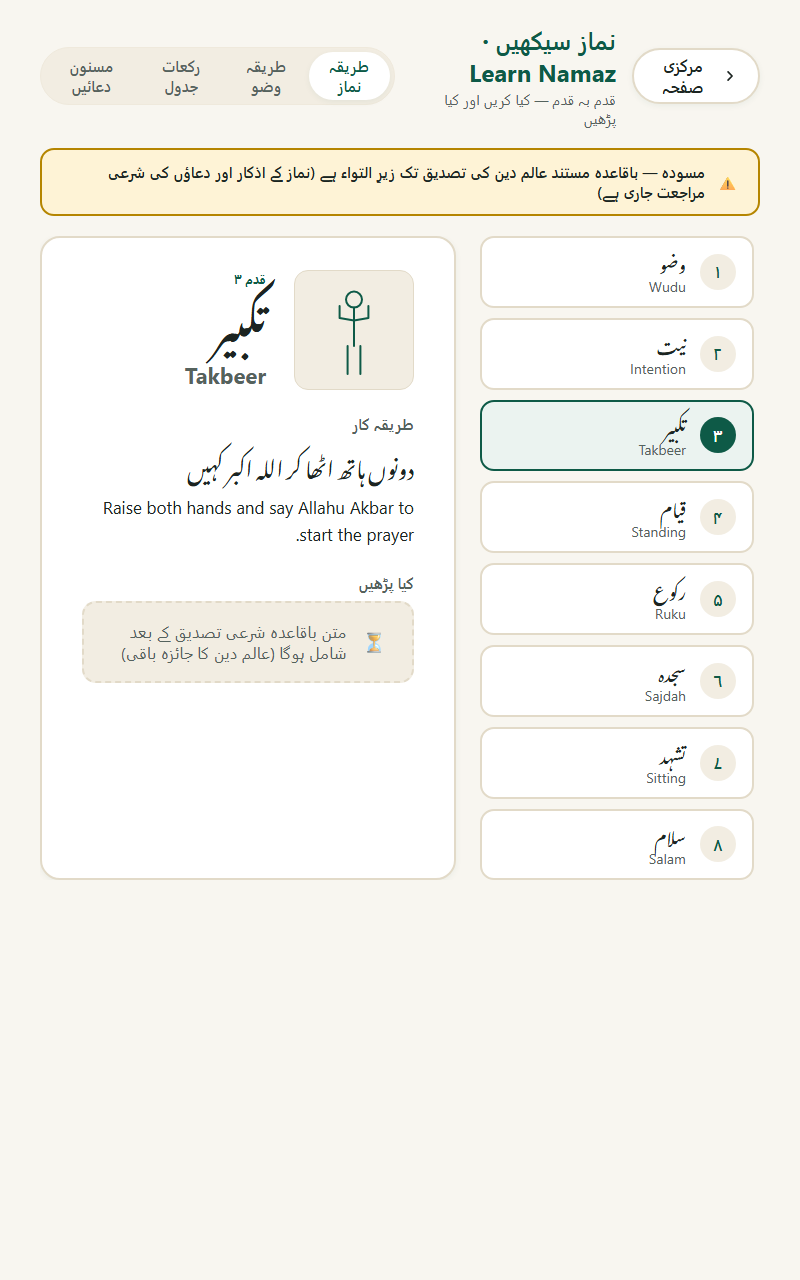 مرکزی
صفحہ
نماز سیکھیں ·
Learn Namaz
قدم بہ قدم — کیا کریں اور کیا
پڑھیں
طریقہ
نماز
طریقہ
وضو
رکعات
جدول
مسنون
دعائیں
مسودہ — باقاعدہ مستند عالم دین کی تصدیق تک زیرِ التواء ہے (نماز کے اذکار اور دعاؤں کی شرعی
مراجعت جاری ہے)
۱
وضو
Wudu
۲
نیت
Intention
۳
تکبیر
Takbeer
۴
قیام
Standing
۵
رکوع
Ruku
۶
سجدہ
Sajdah
۷
تشہد
Sitting
۸
سلام
Salam
قدم ۳
تکبیر
Takbeer
طریقہ کار
دونوں ہاتھ اٹھا کر اللہ اکبر کہیں
Raise both hands and say Allahu Akbar to
start the prayer.
کیا پڑھیں
متن باقاعدہ شرعی تصدیق کے بعد
شامل ہوگا (عالم دین کا جائزہ باقی)